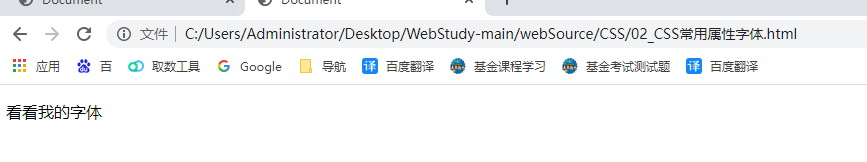 Document
Document
文件 C:/Users/Administrator/Desktop/WebStudy-main/webSource/CSS/02_CSS常用属性字体.html
应用 百 取数工具 Google 导航 百度翻译 基金课程学习 基金考试测试题 百度翻译
看看我的字体